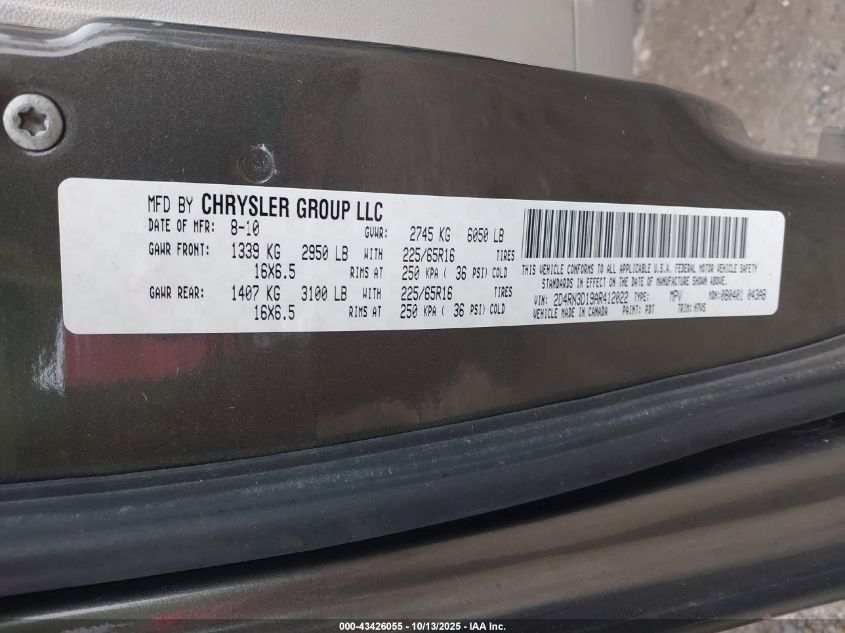 MFD BY CHRYSLER GROUP LLC
DATE OF MFR: 8-10 GVWR: 2745 KG 6050 LB
GAWR FRONT: 1339 KG 2950 LB WITH 225/65R16 TIRES
16X6.5 RIMS AT 250 KPA ( 36 PSI) COLD
GAWR REAR: 1407 KG 3100 LB WITH 225/65R16 TIRES
16X6.5 RIMS AT 250 KPA ( 36 PSI) COLD
THIS VEHICLE CONFORMS TO ALL APPLICABLE U.S.A. FEDERAL MOTOR VEHICLE SAFETY
STANDARDS IN EFFECT ON THE DATE OF MANUFACTURE SHOWN ABOVE.
VIN: 2D4RN3D19AR412022 TYPE: MPV MDH: 080401 043AB
VEHICLE MADE IN CANADA PAINT: PDT TRIM:
000-43426055 - 10/13/2025 - IAA Inc.